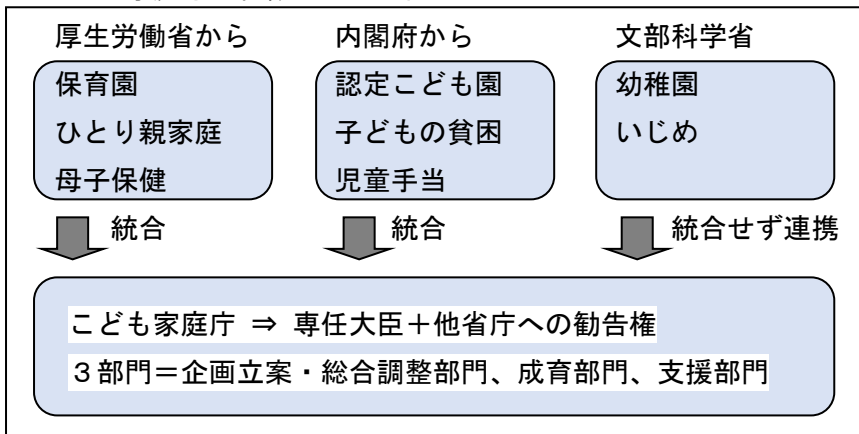 厚生労働省から
内閣府から
文部科学省
保育園
ひとり親家庭
母子保健
認定こども園
子どもの貧困
児童手当
幼稚園
いじめ
統合
統合
統合せず連携
こども家庭庁 ⇒ 専任大臣+他省庁への勧告権
3部門=企画立案・総合調整部門、成育部門、支援部門